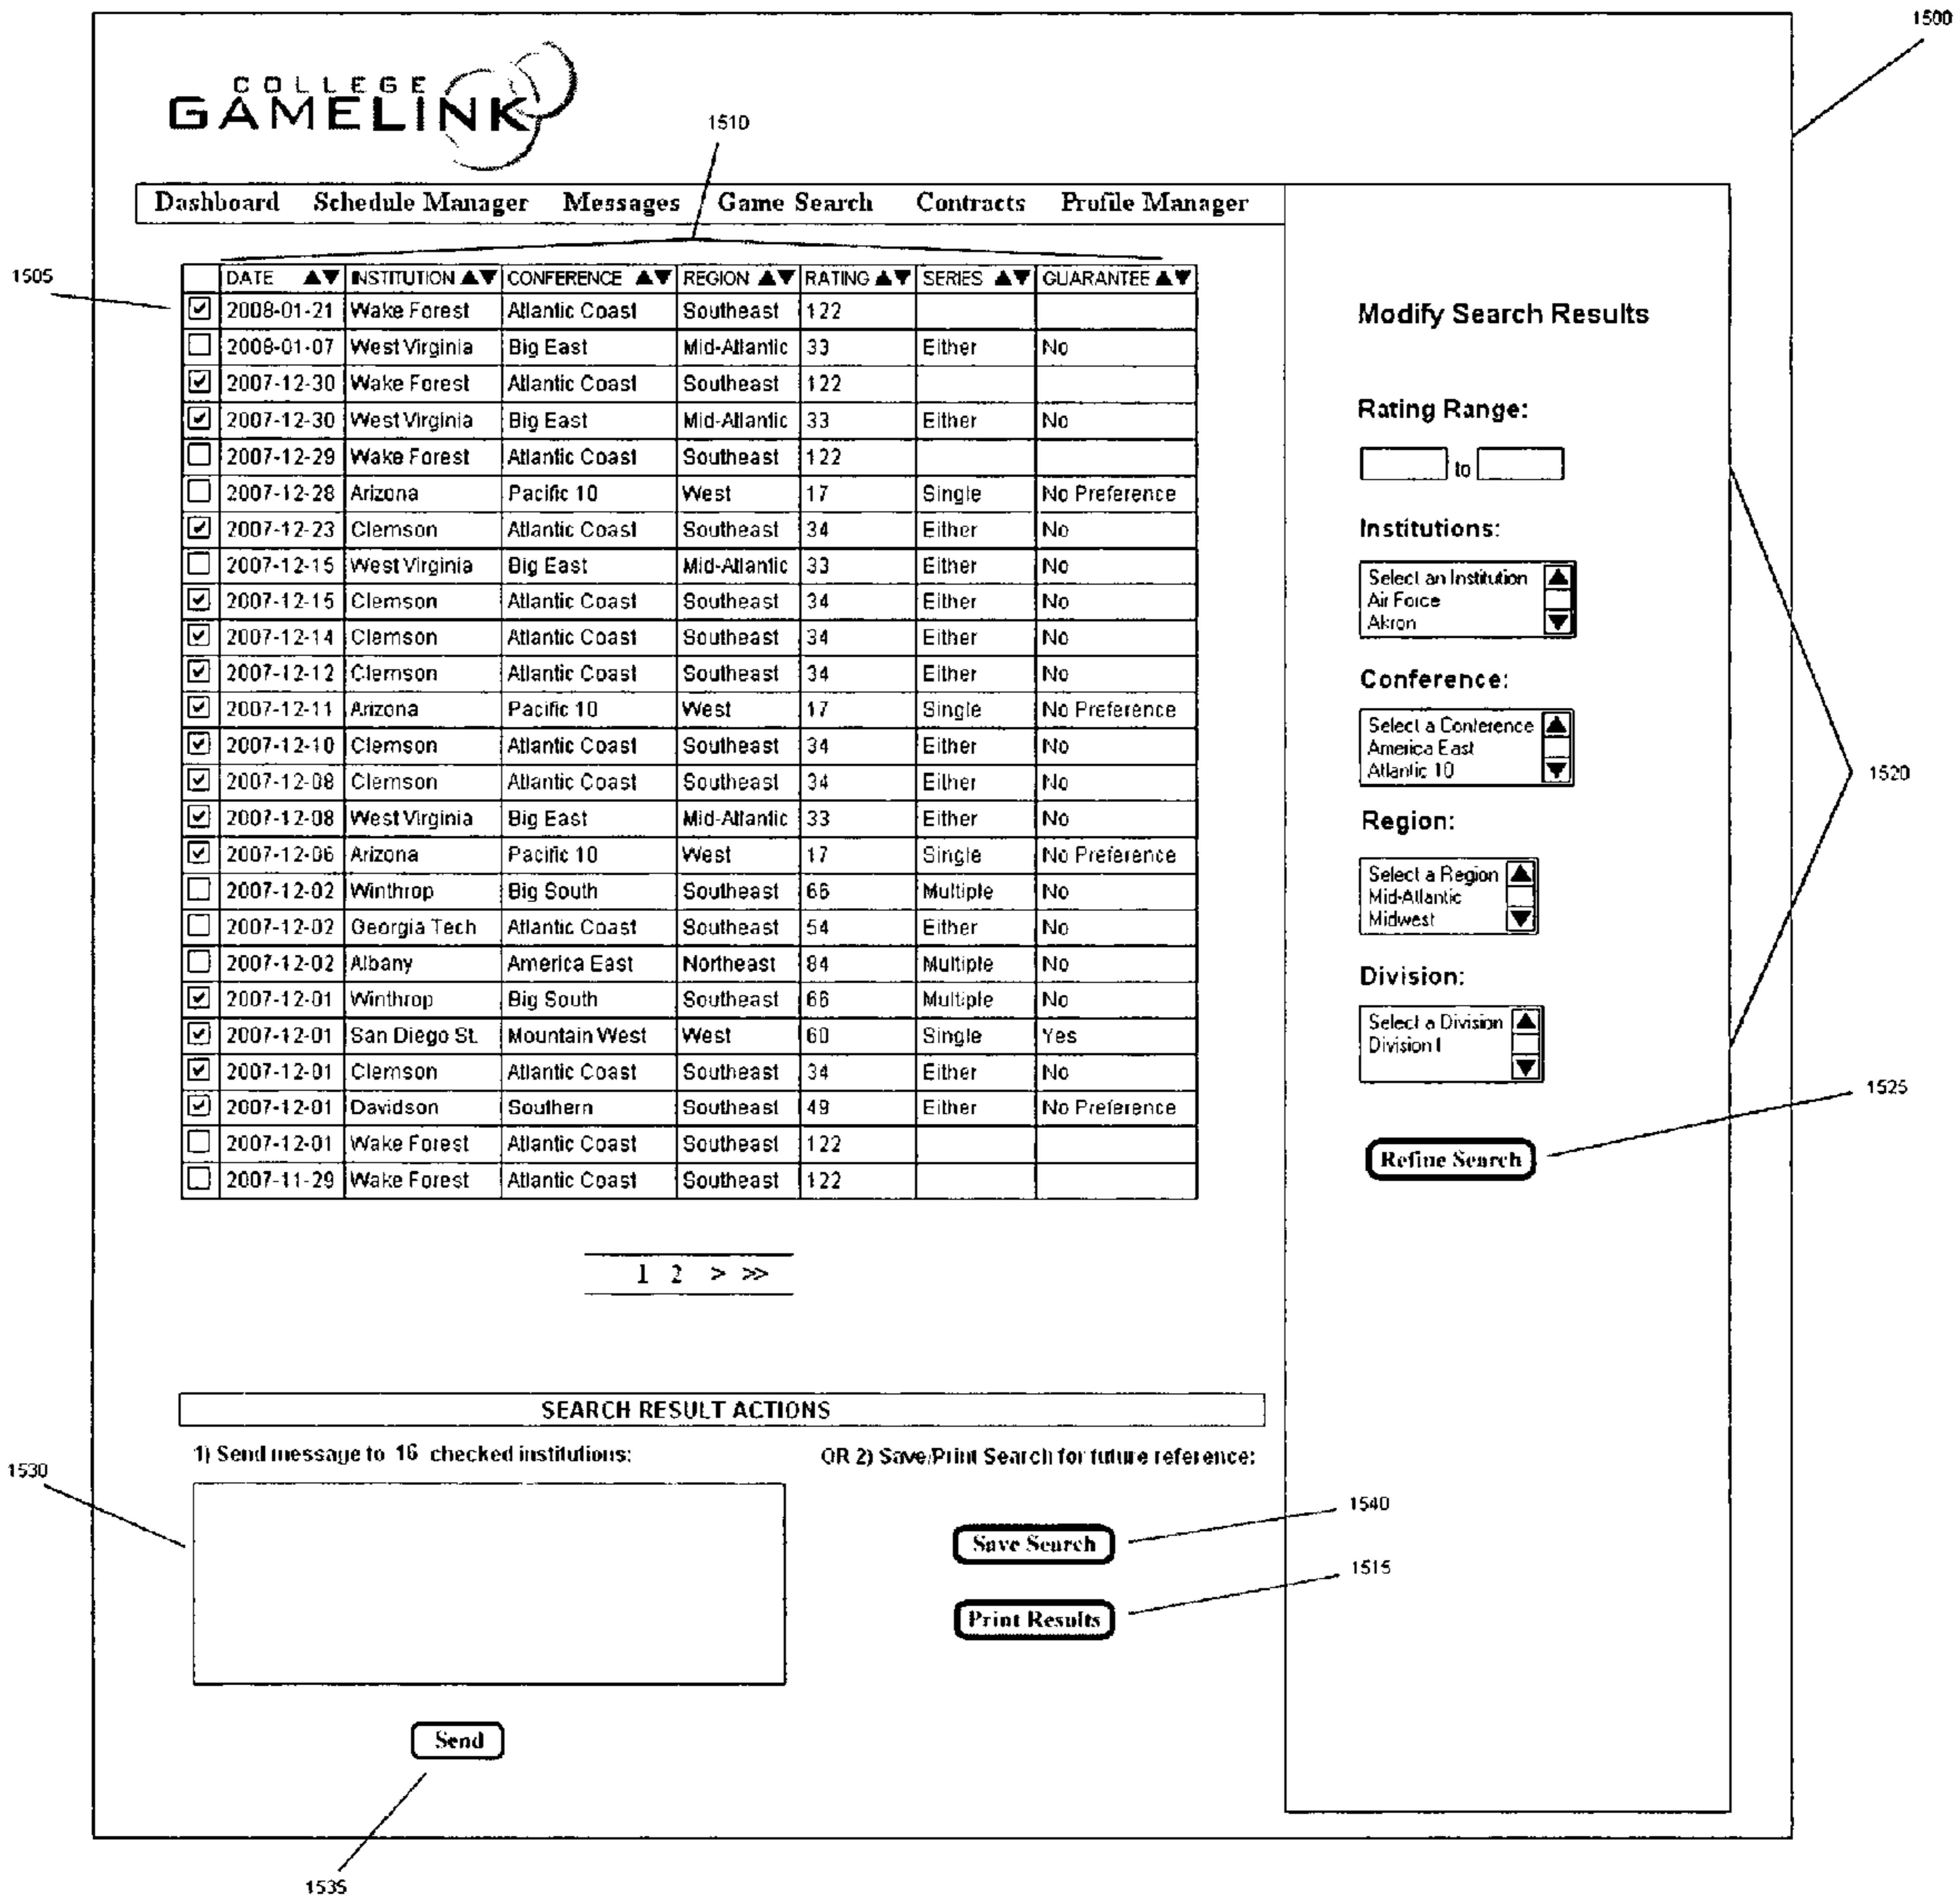 1500
COLLEGE
GAMELINK
1510
Dashboard Schedule Manager Messages Game Search Contracts Profile Manager
1505
DATE ▲▼ INSTITUTION ▲▼ CONFERENCE ▲▼ REGION ▲▼ RATING ▲▼ SERIES ▲▼ GUARANTEE ▲▼
2008-01-21 Wake Forest Atlantic Coast Southeast 122
2008-01-07 West Virginia Big East Mid-Atlantic 33 Either No
2007-12-30 Wake Forest Atlantic Coast Southeast 122
2007-12-30 West Virginia Big East Mid-Atlantic 33 Either No
2007-12-29 Wake Forest Atlantic Coast Southeast 122
2007-12-28 Arizona Pacific 10 West 17 Single No Preference
2007-12-23 Clemson Atlantic Coast Southeast 34 Either No
2007-12-15 West Virginia Big East Mid-Atlantic 33 Either No
2007-12-15 Clemson Atlantic Coast Southeast 34 Either No
2007-12-14 Clemson Atlantic Coast Southeast 34 Either No
2007-12-12 Clemson Atlantic Coast Southeast 34 Either No
2007-12-11 Arizona Pacific 10 West 17 Single No Preference
2007-12-10 Clemson Atlantic Coast Southeast 34 Either No
2007-12-08 Clemson Atlantic Coast Southeast 34 Either No
2007-12-08 West Virginia Big East Mid-Atlantic 33 Either No
2007-12-06 Arizona Pacific 10 West 17 Single No Preference
2007-12-02 Winthrop Big South Southeast 66 Multiple No
2007-12-02 Georgia Tech Atlantic Coast Southeast 54 Either No
2007-12-02 Albany America East Northeast 84 Multiple No
2007-12-01 Winthrop Big South Southeast 66 Multiple No
2007-12-01 San Diego St. Mountain West West 60 Single Yes
2007-12-01 Clemson Atlantic Coast Southeast 34 Either No
2007-12-01 Davidson Southern Southeast 49 Either No Preference
2007-12-01 Wake Forest Atlantic Coast Southeast 122
2007-11-29 Wake Forest Atlantic Coast Southeast 122
1 2 > >>
Modify Search Results
Rating Range:
to
Institutions:
Select an Institution
Air Force
Akron
Conference:
Select a Conference
America East
Atlantic 10
Region:
Select a Region
Mid-Atlantic
Midwest
Division:
Select a Division
Division I
Refine Search
1520
1525
SEARCH RESULT ACTIONS
1) Send message to 16 checked institutions:
OR 2) Save/Print Search for future reference:
1530
Save Search
1540
Print Results
1515
Send
1535